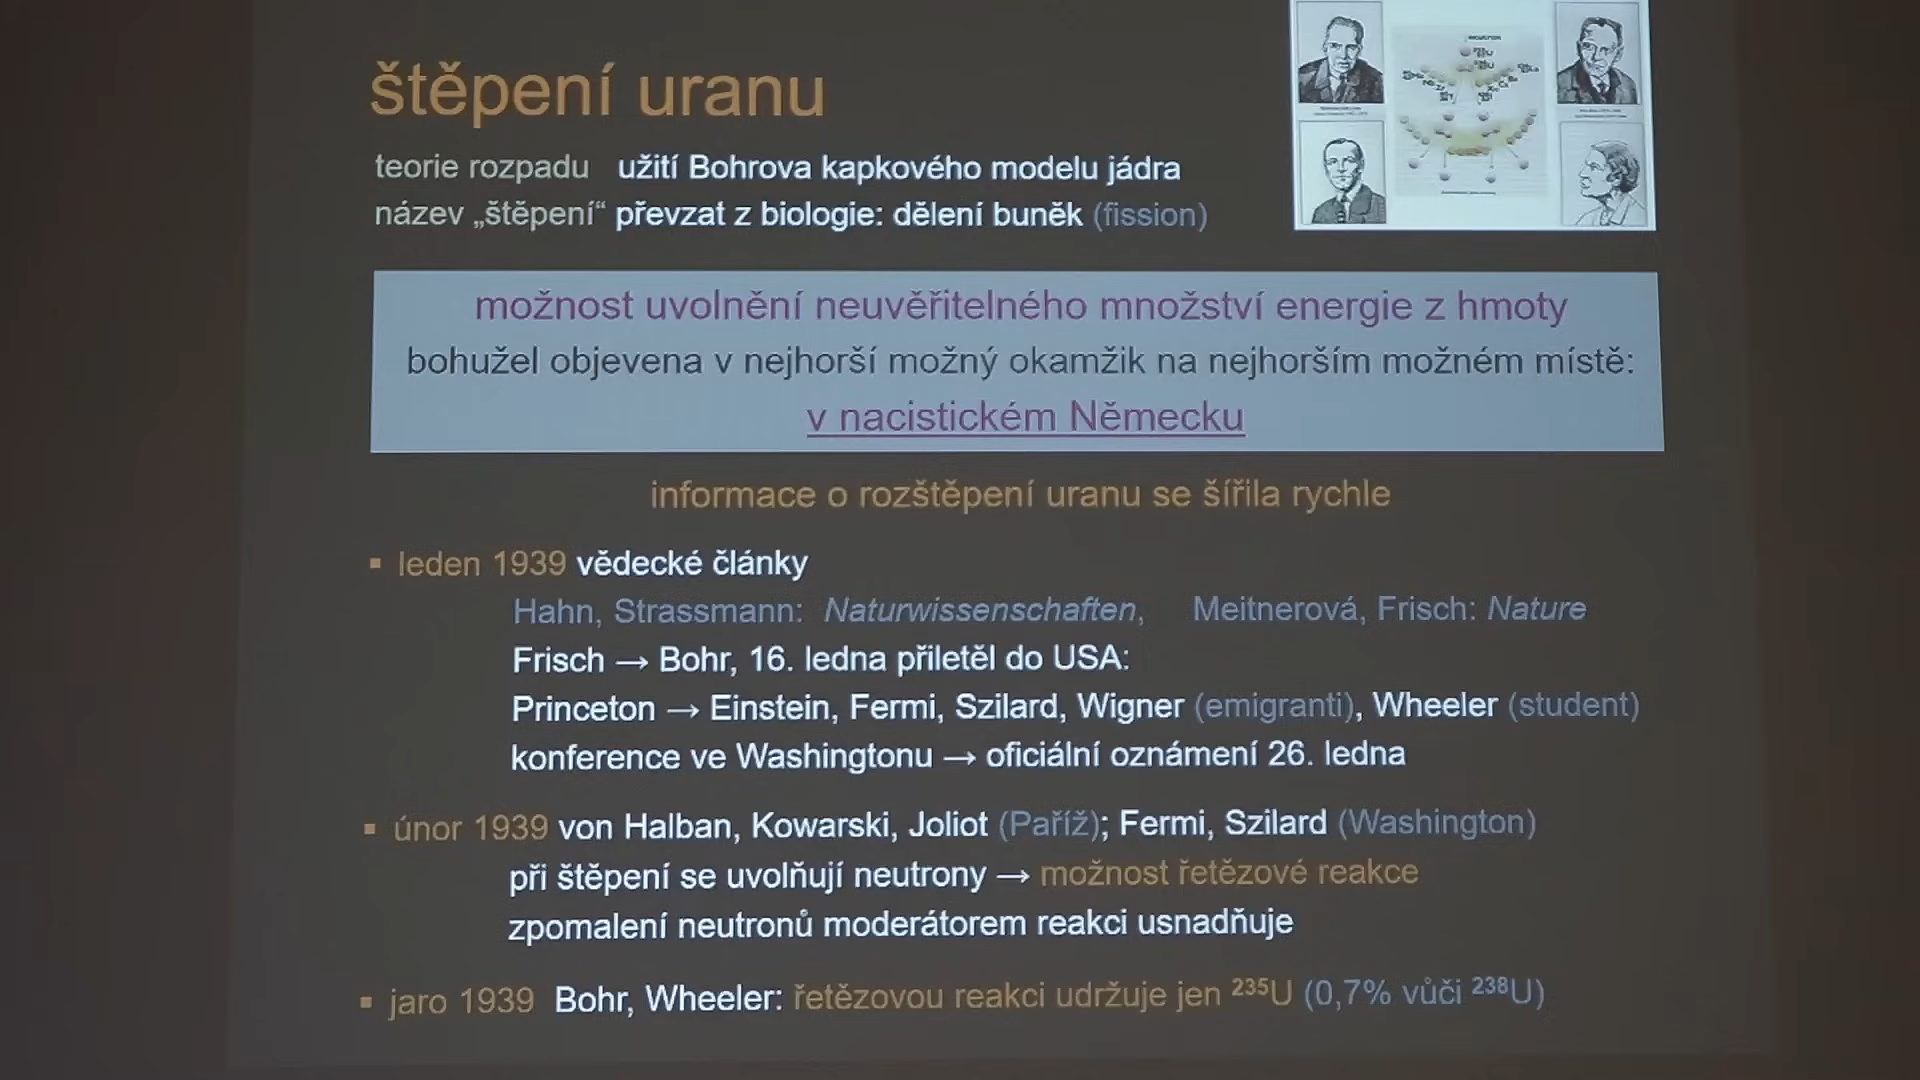 štěpení uranu
teorie rozpadu užití Bohrova kapkového modelu jádra
název „štěpení“ převzat z biologie: dělení buněk (fission)
možnost uvolnění neuvěřitelného množství energie z hmoty
bohužel objevena v nejhorší možný okamžik na nejhorším možném místě:
v nacistickém Německu
informace o rozštěpení uranu se šířila rychle
▪ leden 1939 vědecké články
Hahn, Strassmann: Naturwissenschaften, Meitnerová, Frisch: Nature
Frisch → Bohr, 16. ledna přiletěl do USA:
Princeton → Einstein, Fermi, Szilard, Wigner (emigranti), Wheeler (student)
konference ve Washingtonu → oficiální oznámení 26. ledna
▪ únor 1939 von Halban, Kowarski, Joliot (Paříž); Fermi, Szilard (Washington)
při štěpení se uvolňují neutrony → možnost řetězové reakce
zpomalení neutronů moderátorem reakci usnadňuje
▪ jaro 1939 Bohr, Wheeler: řetězovou reakci udržuje jen ²³⁵U (0,7% vůči ²³⁸U)